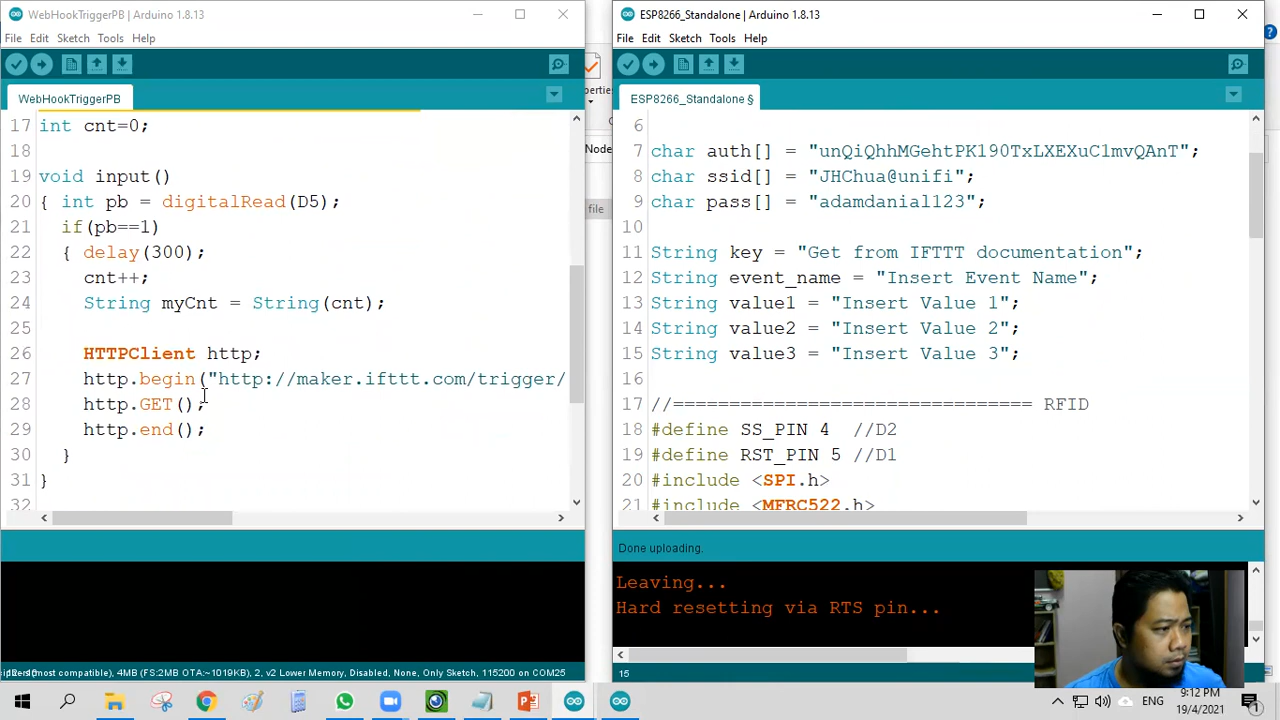 WebHookTriggerPB | Arduino 1.8.13
File Edit Sketch Tools Help
WebHookTriggerPB
17 int cnt=0;
18
19 void input()
20 { int pb = digitalRead(D5);
21 if(pb==1)
22 { delay(300);
23 cnt++;
24 String myCnt = String(cnt);
25
26 HTTPClient http;
27 http.begin("http://maker.ifttt.com/trigger/
28 http.GET();
29 http.end();
30 }
31 }
32
(most compatible), 4MB (FS:2MB OTA:~1019KB), 2, v2 Lower Memory, Disabled, None, Only Sketch, 115200 on COM25
operties
Node
file
ESP8266_Standalone | Arduino 1.8.13
File Edit Sketch Tools Help
ESP8266_Standalone §
6
7 char auth[] = "unQiQhhMGehtPKl90TxLXEXuC1mvQAnT";
8 char ssid[] = "JHChua@unifi";
9 char pass[] = "adamdanial123";
10
11 String key = "Get from IFTTT documentation";
12 String event_name = "Insert Event Name";
13 String value1 = "Insert Value 1";
14 String value2 = "Insert Value 2";
15 String value3 = "Insert Value 3";
16
17 //================================ RFID
18 #define SS_PIN 4 //D2
19 #define RST_PIN 5 //D1
20 #include <SPI.h>
21 #include <MFRC522.h>
Done uploading.
Leaving...
Hard resetting via RTS pin...
15
ENG
9:12 PM
19/4/2021